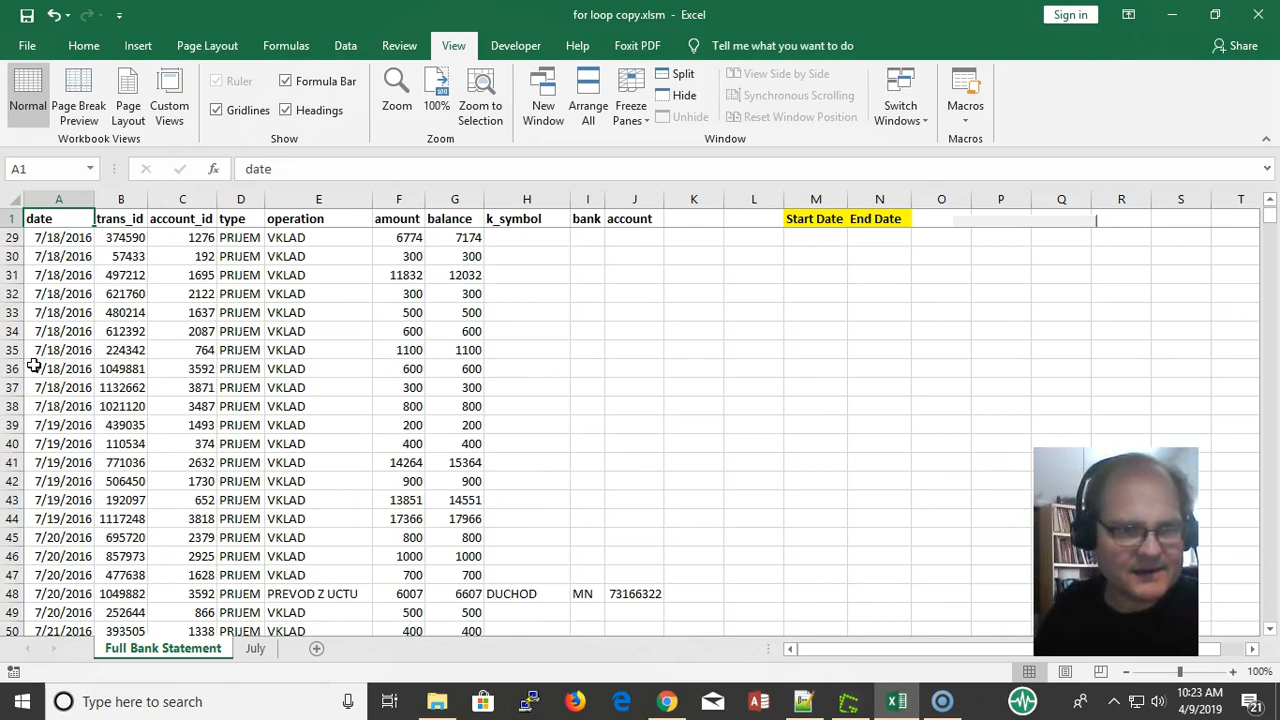 for loop copy.xlsm - Excel
Sign in
File Home Insert Page Layout Formulas Data Review View Developer Help Foxit PDF Tell me what you want to do Share
Normal
Page Break Preview
Page Layout
Custom Views
Workbook Views
Ruler
Formula Bar
Gridlines
Headings
Show
Zoom
100%
Zoom to Selection
Zoom
New Window
Arrange All
Freeze Panes
Split
Hide
Unhide
View Side by Side
Synchronous Scrolling
Reset Window Position
Window
Switch Windows
Macros
Macros
A1 fx date
A B C D E F G H I J K L M N O P Q R S T
1 date trans_id account_id type operation amount balance k_symbol bank account Start Date End Date
29 7/18/2016 374590 1276 PRIJEM VKLAD 6774 7174
30 7/18/2016 57433 192 PRIJEM VKLAD 300 300
31 7/18/2016 497212 1695 PRIJEM VKLAD 11832 12032
32 7/18/2016 621760 2122 PRIJEM VKLAD 300 300
33 7/18/2016 480214 1637 PRIJEM VKLAD 500 500
34 7/18/2016 612392 2087 PRIJEM VKLAD 600 600
35 7/18/2016 224342 764 PRIJEM VKLAD 1100 1100
36 7/18/2016 1049881 3592 PRIJEM VKLAD 600 600
37 7/18/2016 1132662 3871 PRIJEM VKLAD 300 300
38 7/18/2016 1021120 3487 PRIJEM VKLAD 800 800
39 7/19/2016 439035 1493 PRIJEM VKLAD 200 200
40 7/19/2016 110534 374 PRIJEM VKLAD 400 400
41 7/19/2016 771036 2632 PRIJEM VKLAD 14264 15364
42 7/19/2016 506450 1730 PRIJEM VKLAD 900 900
43 7/19/2016 192097 652 PRIJEM VKLAD 13851 14551
44 7/19/2016 1117248 3818 PRIJEM VKLAD 17366 17966
45 7/20/2016 695720 2379 PRIJEM VKLAD 800 800
46 7/20/2016 857973 2925 PRIJEM VKLAD 1000 1000
47 7/20/2016 477638 1628 PRIJEM VKLAD 700 700
48 7/20/2016 1049882 3592 PRIJEM PREVOD Z UCTU 6007 6607 DUCHOD MN 73166322
49 7/20/2016 252644 866 PRIJEM VKLAD 500 500
50 7/21/2016 393505 1338 PRIJEM VKLAD 400 400
Full Bank Statement July
100%
Type here to search
10:23 AM
4/9/2019
21